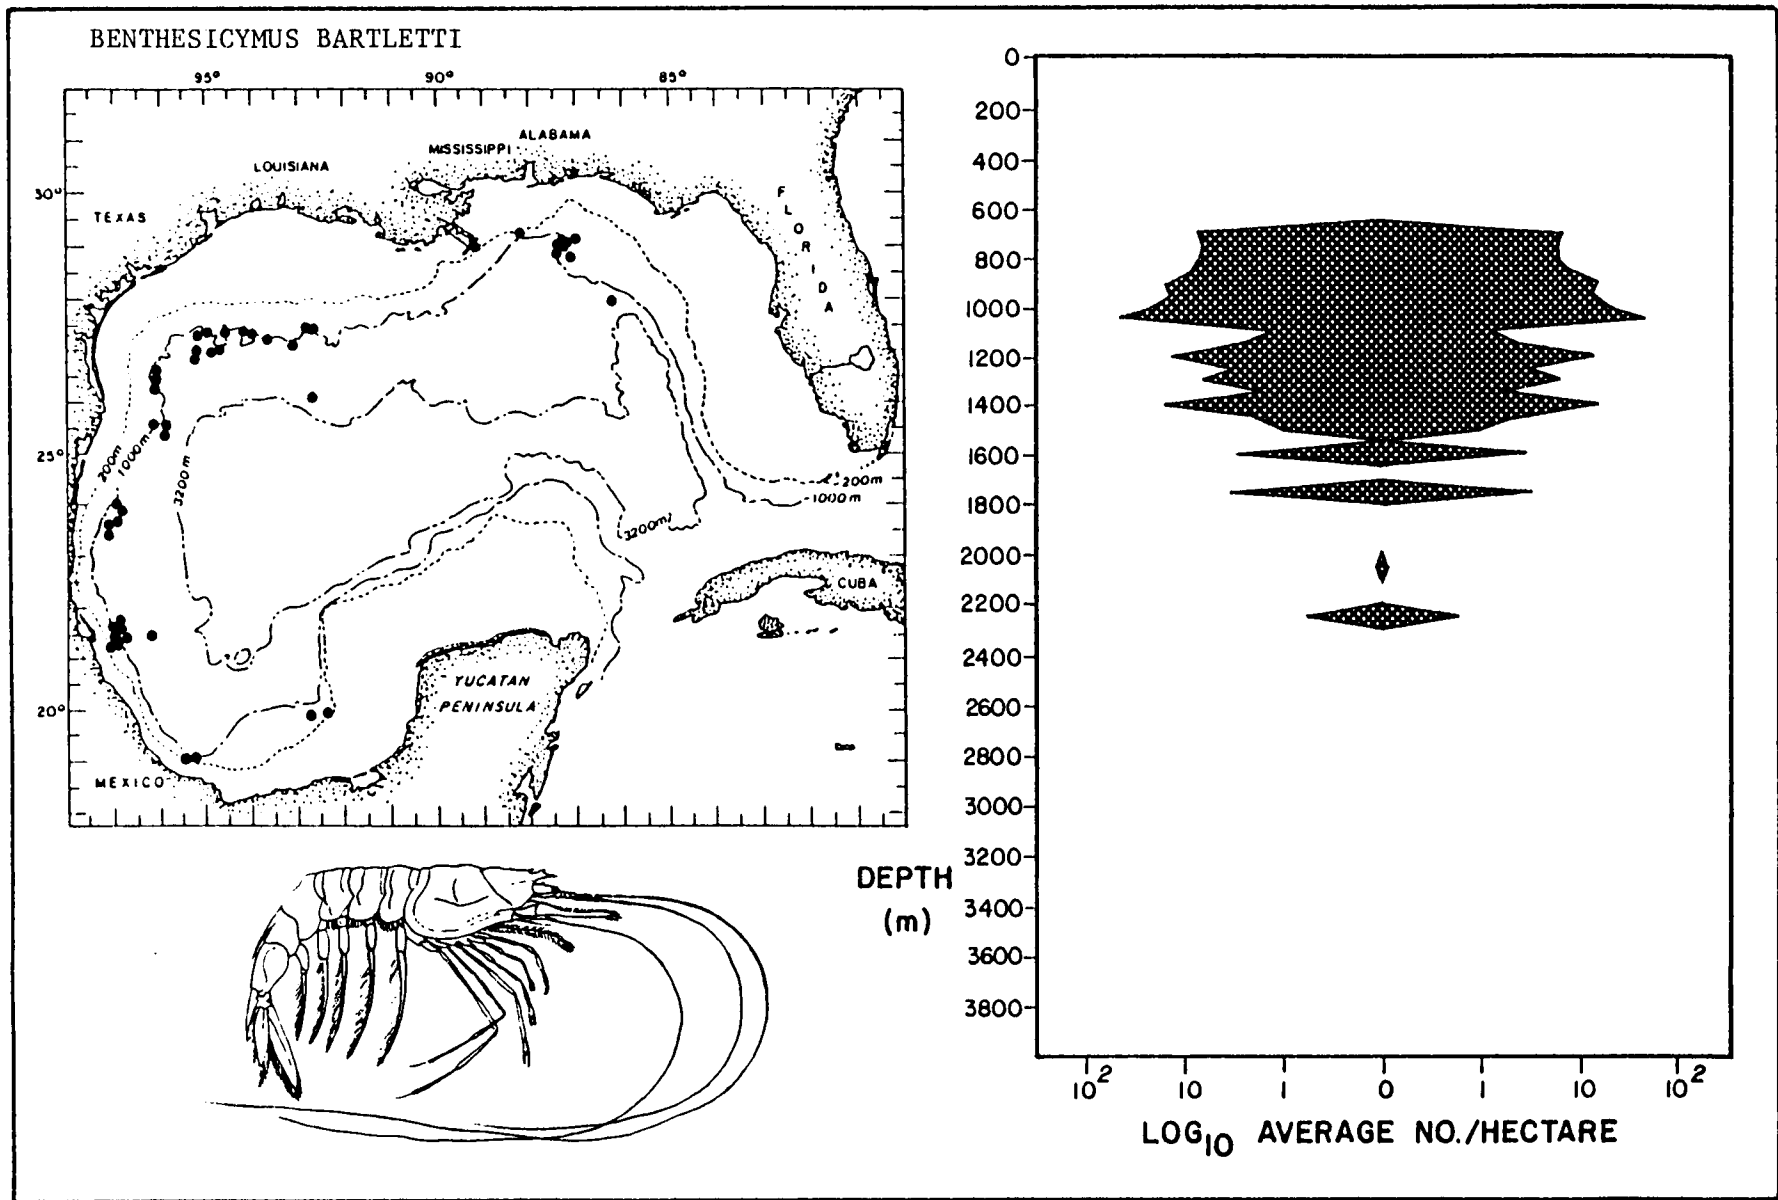 BENTHESICYMUS BARTLETTI
95° 90° 85°
ALABAMA
MISSISSIPPI
LOUISIANA
30°
TEXAS
FLORIDA
25°
200m
1000m
3200m
200m
1000m
3200m
CUBA
YUCATAN
PENINSULA
20°
MEXICO
0
200
400
600
800
1000
1200
1400
1600
1800
2000
2200
2400
2600
2800
3000
3200
3400
3600
3800
DEPTH
(m)
10² 10 1 0 1 10 10²
LOG₁₀ AVERAGE NO./HECTARE